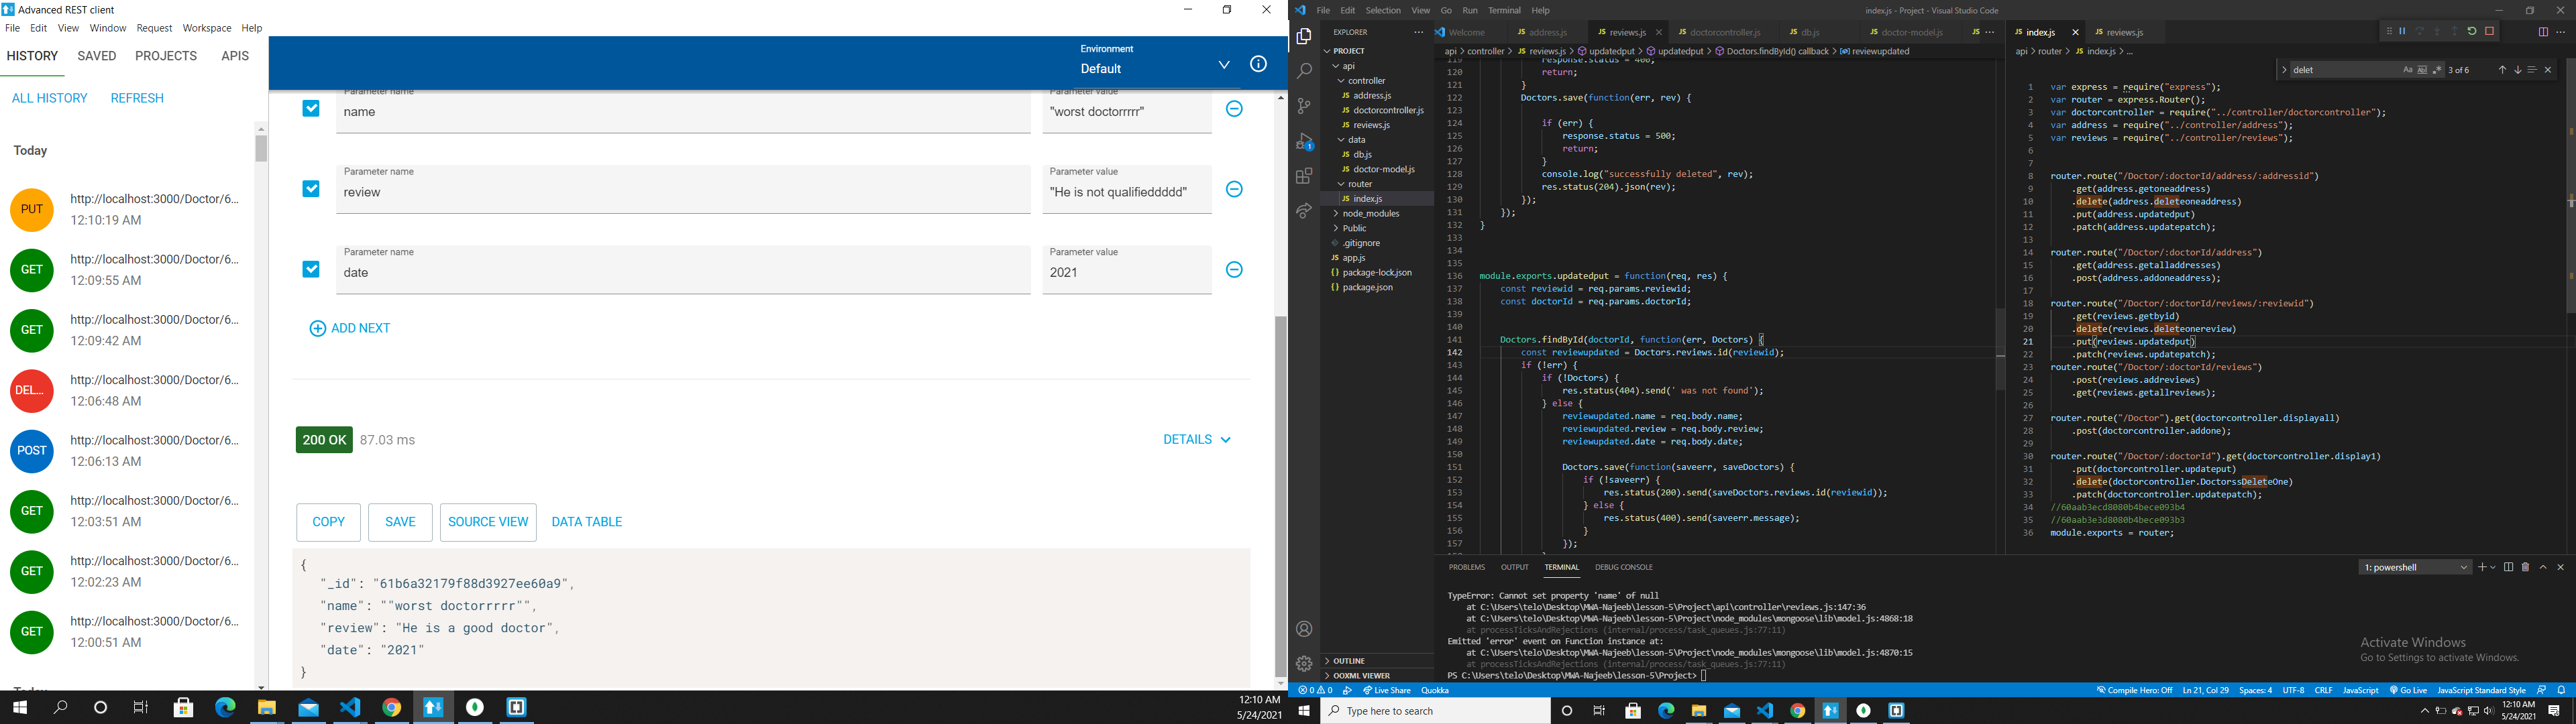 Advanced REST client
File Edit View Window Request Workspace Help
HISTORY SAVED PROJECTS APIS
ALL HISTORY REFRESH
Today
PUT http://localhost:3000/Doctor/6...
12:10:19 AM
GET http://localhost:3000/Doctor/6...
12:09:55 AM
GET http://localhost:3000/Doctor/6...
12:09:42 AM
DEL... http://localhost:3000/Doctor/6...
12:06:48 AM
POST http://localhost:3000/Doctor/6...
12:06:13 AM
GET http://localhost:3000/Doctor/6...
12:03:51 AM
GET http://localhost:3000/Doctor/6...
12:02:23 AM
GET http://localhost:3000/Doctor/6...
12:00:51 AM
Environment
Default
Parameter name Parameter value
name "worst doctorrrrr"
Parameter name Parameter value
review "He is not qualifieddddd"
Parameter name Parameter value
date 2021
ADD NEXT
200 OK 87.03 ms DETAILS
COPY SAVE SOURCE VIEW DATA TABLE
{
"_id": "61b6a32179f88d3927ee60a9",
"name": ""worst doctorrrrr"",
"review": "He is a good doctor",
"date": "2021"
}
12:10 AM
5/24/2021
File Edit Selection View Go Run Terminal Help
index.js - Project - Visual Studio Code
EXPLORER
PROJECT
api
controller
JS address.js
JS doctorcontroller.js
JS reviews.js
data
JS db.js
JS doctor-model.js
router
JS index.js
node_modules
Public
.gitignore
JS app.js
{} package-lock.json
{} package.json
OUTLINE
OOXML VIEWER
Welcome JS address.js JS reviews.js JS doctorcontroller.js JS db.js JS doctor-model.js JS
api > controller > JS reviews.js > updatedput > updatedput > Doctors.findById() callback > reviewupdated
119 response.status = 400;
120 return;
121 }
122 Doctors.save(function(err, rev) {
123
124 if (err) {
125 response.status = 500;
126 return;
127 }
128 console.log("successfully deleted", rev);
129 res.status(204).json(rev);
130 });
131 });
132 }
133
134
135
136 module.exports.updatedput = function(req, res) {
137 const reviewid = req.params.reviewid;
138 const doctorId = req.params.doctorId;
139
140
141 Doctors.findById(doctorId, function(err, Doctors) {
142 const reviewupdated = Doctors.reviews.id(reviewid);
143 if (!err) {
144 if (!Doctors) {
145 res.status(404).send(' was not found');
146 } else {
147 reviewupdated.name = req.body.name;
148 reviewupdated.review = req.body.review;
149 reviewupdated.date = req.body.date;
150
151 Doctors.save(function(saveerr, saveDoctors) {
152 if (!saveerr) {
153 res.status(200).send(saveDoctors.reviews.id(reviewid));
154 } else {
155 res.status(400).send(saveerr.message);
156 }
157 });
JS index.js JS reviews.js
api > router > JS index.js > ...
delet Aa 3 of 6
1 var express = require("express");
2 var router = express.Router();
3 var doctorcontroller = require("../controller/doctorcontroller");
4 var address = require("../controller/address");
5 var reviews = require("../controller/reviews");
6
7
8 router.route("/Doctor/:doctorId/address/:addressid")
9 .get(address.getoneaddress)
10 .delete(address.deleteoneaddress)
11 .put(address.updatedput)
12 .patch(address.updatepatch);
13
14 router.route("/Doctor/:doctorId/address")
15 .get(address.getalladdresses)
16 .post(address.addoneaddress);
17
18 router.route("/Doctor/:doctorId/reviews/:reviewid")
19 .get(reviews.getbyid)
20 .delete(reviews.deleteonereview)
21 .put(reviews.updatedput)
22 .patch(reviews.updatepatch);
23 router.route("/Doctor/:doctorId/reviews")
24 .post(reviews.addreviews)
25 .get(reviews.getallreviews);
26
27 router.route("/Doctor").get(doctorcontroller.displayall)
28 .post(doctorcontroller.addone);
29
30 router.route("/Doctor/:doctorId").get(doctorcontroller.display1)
31 .put(doctorcontroller.updateput)
32 .delete(doctorcontroller.DoctorssDeleteOne)
33 .patch(doctorcontroller.updatepatch);
34 //60aab3ecd8080b4bece093b4
35 //60aab3e3d8080b4bece093b3
36 module.exports = router;
PROBLEMS OUTPUT TERMINAL DEBUG CONSOLE
1: powershell
TypeError: Cannot set property 'name' of null
at C:\Users\telo\Desktop\MWA-Najeeb\lesson-5\Project\api\controller\reviews.js:147:36
at C:\Users\telo\Desktop\MWA-Najeeb\lesson-5\Project\node_modules\mongoose\lib\model.js:4868:18
at processTicksAndRejections (internal/process/task_queues.js:77:11)
Emitted 'error' event on Function instance at:
at C:\Users\telo\Desktop\MWA-Najeeb\lesson-5\Project\node_modules\mongoose\lib\model.js:4870:15
at processTicksAndRejections (internal/process/task_queues.js:77:11)
PS C:\Users\telo\Desktop\MWA-Najeeb\lesson-5\Project>
Activate Windows
Go to Settings to activate Windows.
0 0 Live Share Quokka
Compile Hero: Off Ln 21, Col 29 Spaces: 4 UTF-8 CRLF JavaScript Go Live JavaScript Standard Style
Type here to search
12:10 AM
5/24/2021